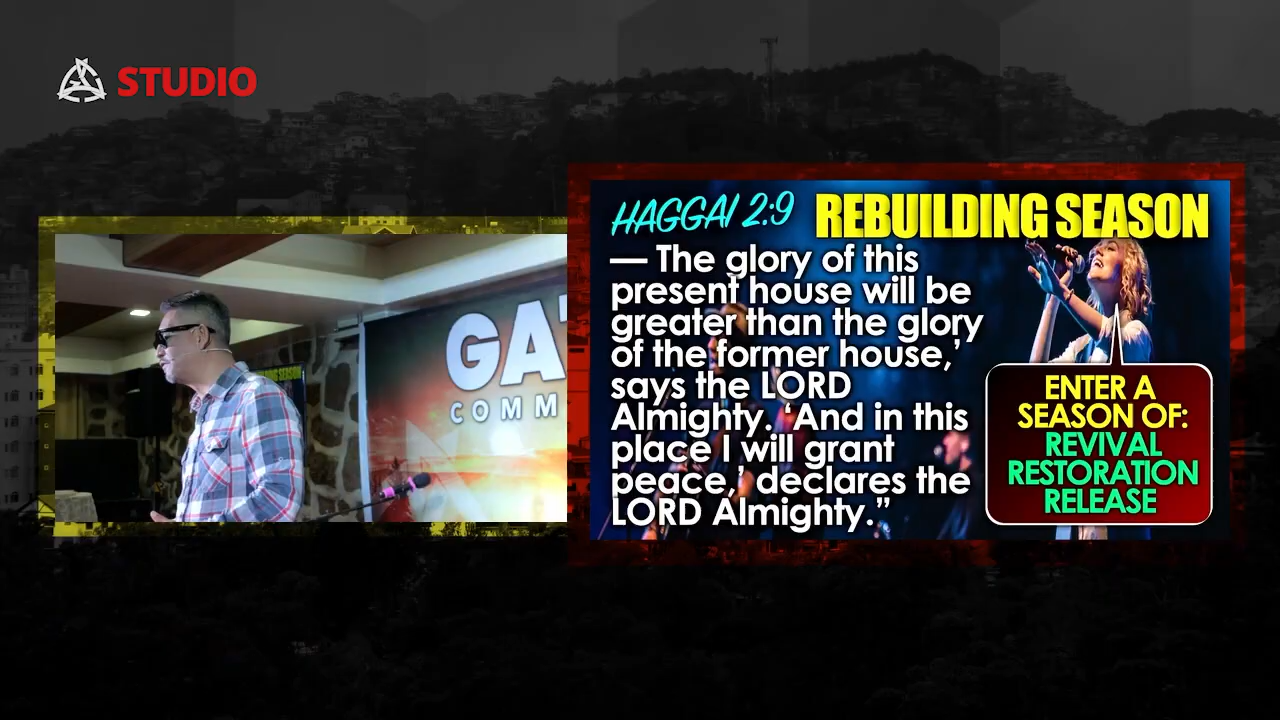 STUDIO
GA
COMM
HAGGAI 2:9
REBUILDING SEASON
— The glory of this
present house will be
greater than the glory
of the former house,’
says the LORD
Almighty. ‘And in this
place I will grant
peace,’ declares the
LORD Almighty.”
ENTER A
SEASON OF:
REVIVAL
RESTORATION
RELEASE